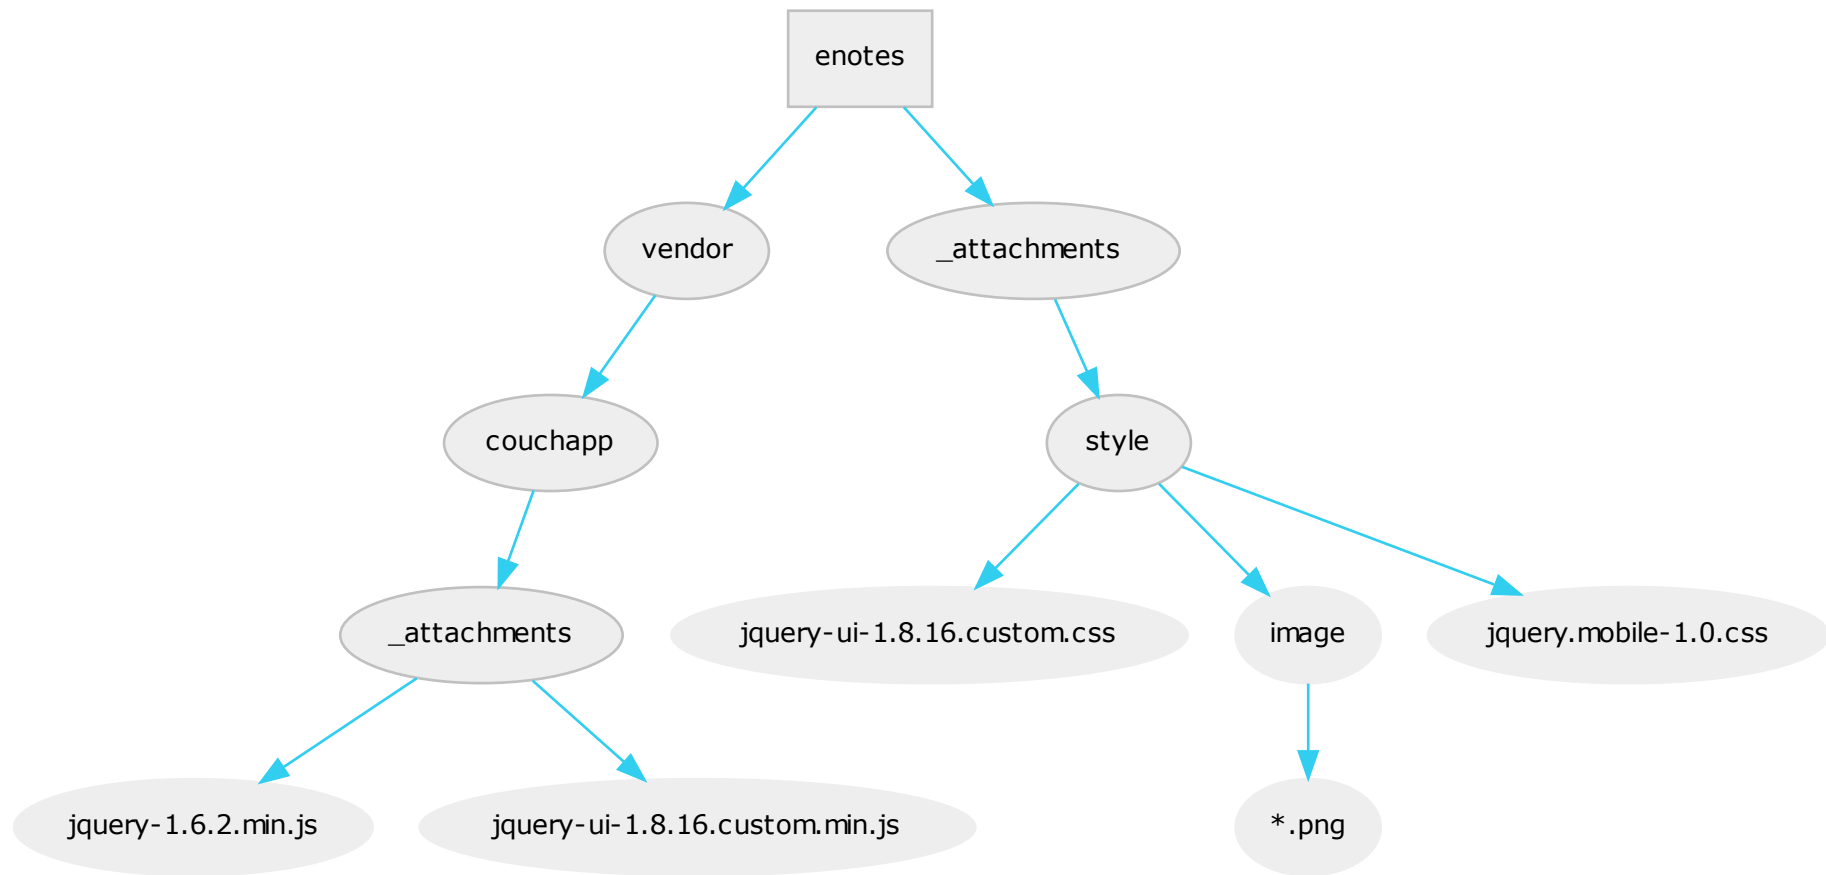 enotes
vendor
_attachments
couchapp
style
_attachments
jquery-ui-1.8.16.custom.css
image
jquery.mobile-1.0.css
jquery-1.6.2.min.js
jquery-ui-1.8.16.custom.min.js
*.png